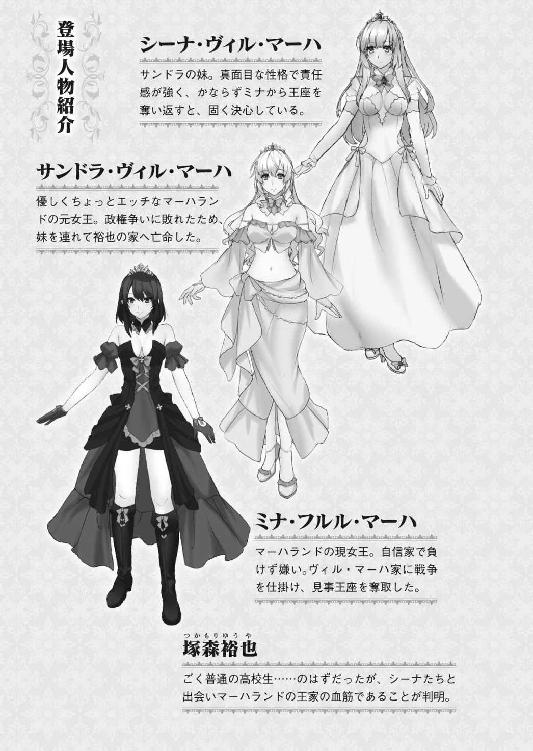 登場人物紹介
シーナ・ヴィル・マーハ
サンドラの妹。真面目な性格で責任
感が強く、かならずミナから王座を
奪い返すと、固く決心している。
サンドラ・ヴィル・マーハ
優しくちょっとエッチなマーハラン
ドの元女王。政権争いに敗れたため、
妹を連れて裕也の家へ亡命した。
ミナ・フルル・マーハ
マーハランドの現女王。自信家で負
けず嫌い。ヴィル・マーハ家に戦争
を仕掛け、見事王座を奪取した。
つかもりゆうや
塚森裕也
ごく普通の高校生……のはずだったが、シーナたちと
出会いマーハランドの王家の血筋であることが判明。